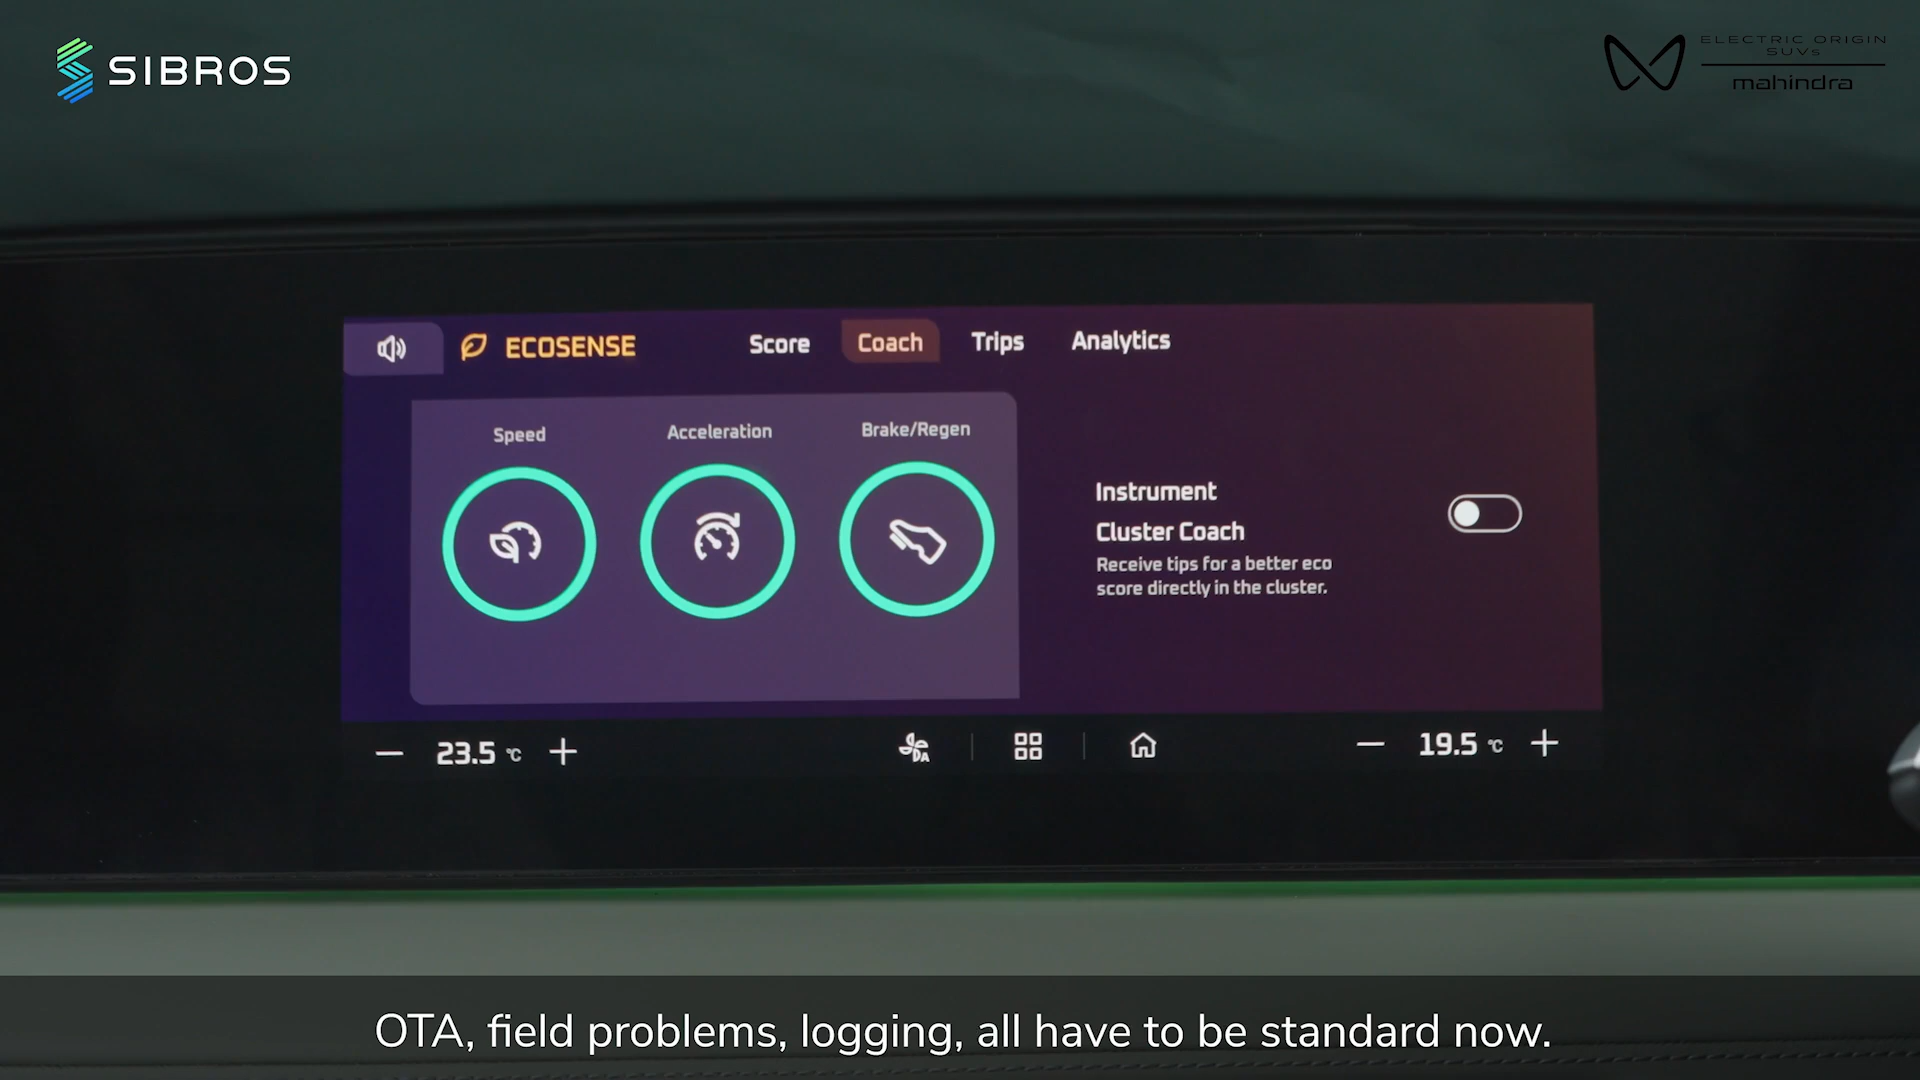 SIBROS
ELECTRIC ORIGIN
SUVs
mahindra
ECOSENSE
Score
Coach
Trips
Analytics
Speed
Acceleration
Brake/Regen
Instrument
Cluster Coach
Receive tips for a better eco
score directly in the cluster.
23.5 °C
DA
19.5 °C
OTA, field problems, logging, all have to be standard now.